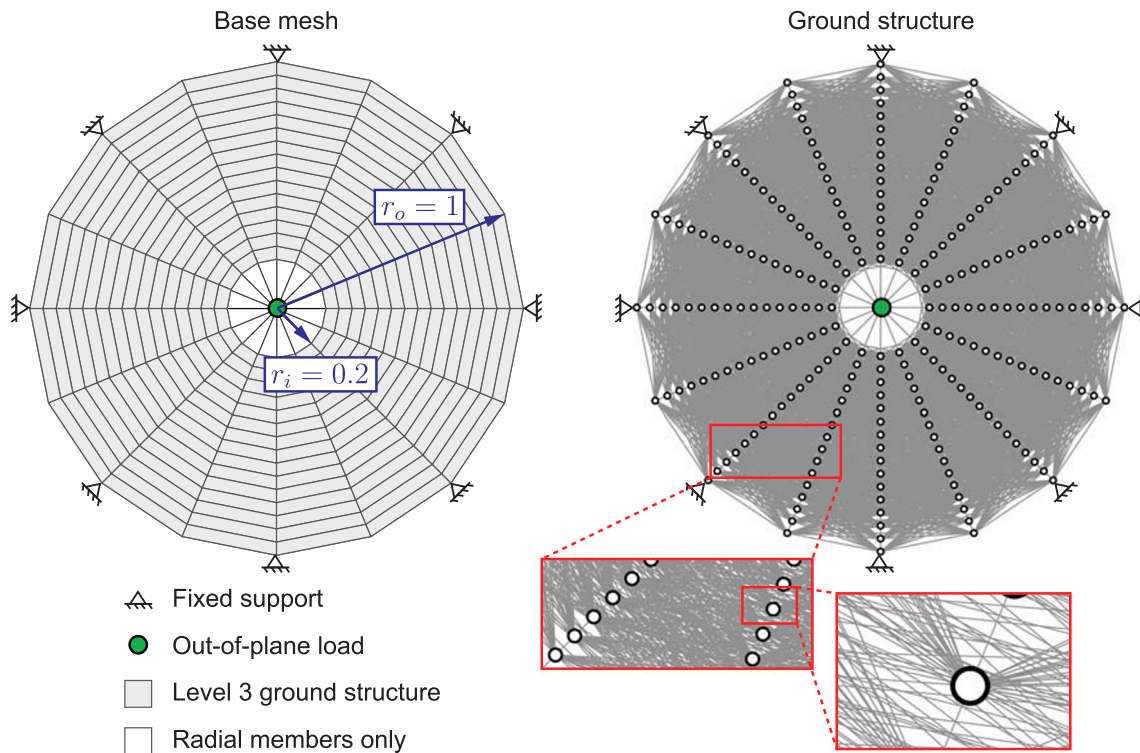 Base mesh
Ground structure
r_o = 1
r_i = 0.2
Fixed support
Out-of-plane load
Level 3 ground structure
Radial members only